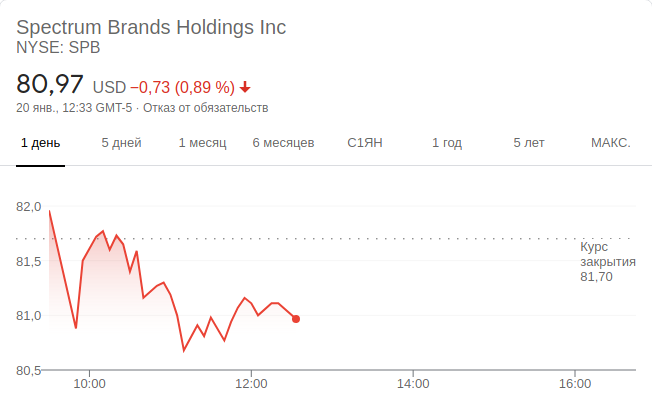 Spectrum Brands Holdings Inc
NYSE: SPB
80,97 USD −0,73 (0,89 %)
20 янв., 12:33 GMT-5 · Отказ от обязательств
1 день 5 дней 1 месяц 6 месяцев С1ЯН 1 год 5 лет МАКС.
82,0
Курс
закрытия
81,70
81,5
81,0
80,5
10:00 12:00 14:00 16:00